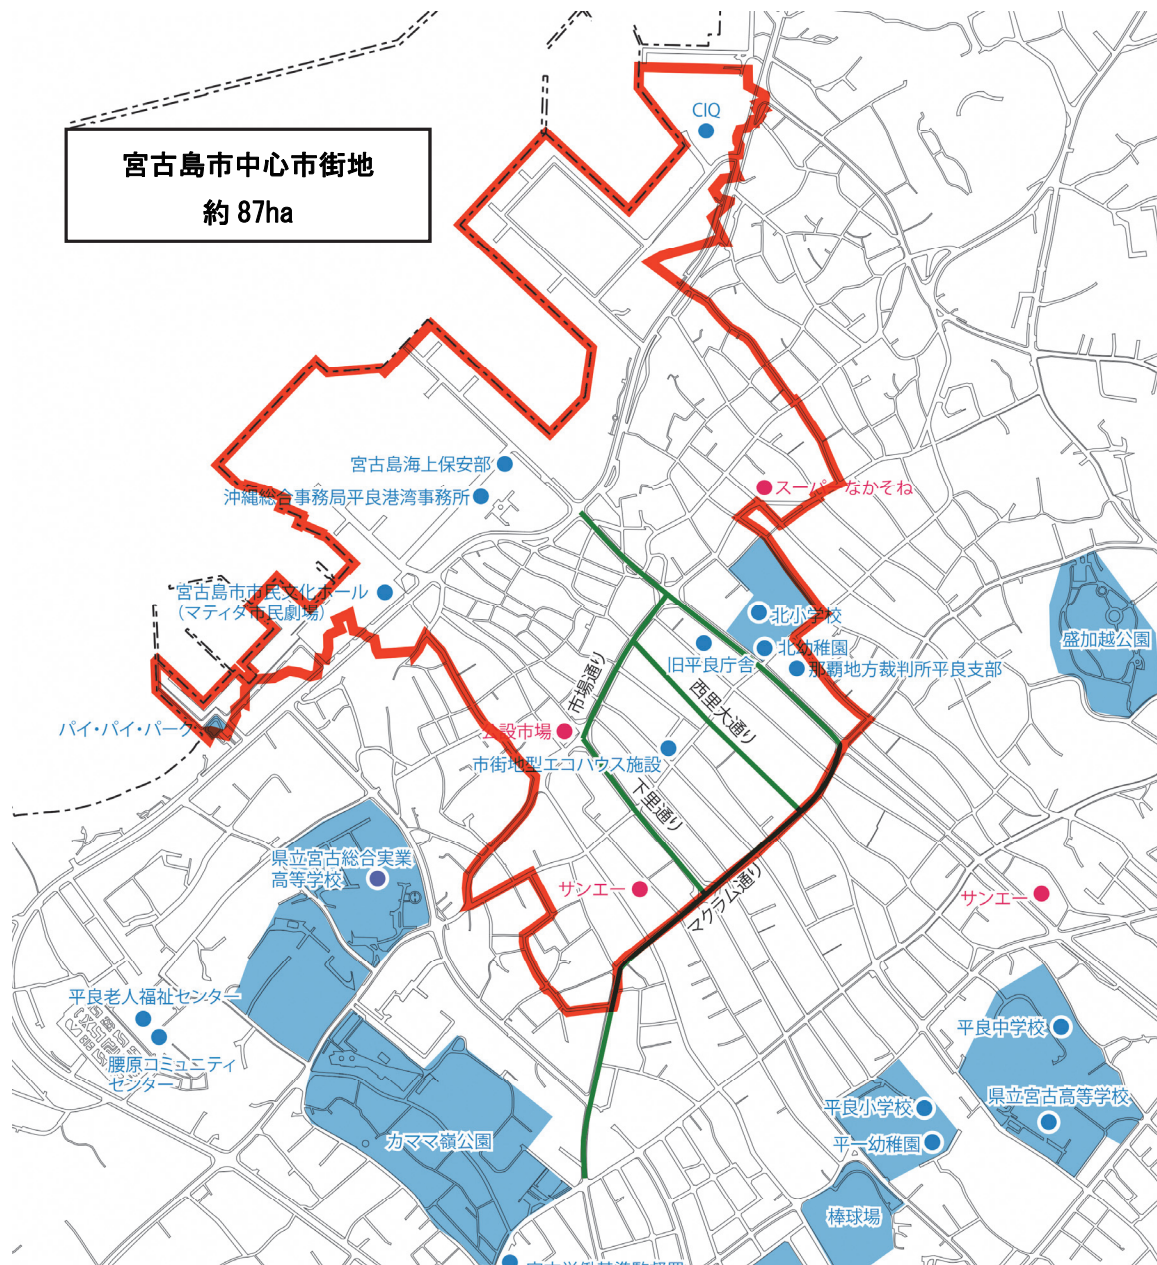 宮古島市中心市街地
約 87ha
CIQ
宮古島海上保安部
沖縄総合事務局平良港湾事務所
スーパーなかそね
宮古島市市民文化ホール
（マティダ市民劇場）
北小学校
北幼稚園
旧平良庁舎
那覇地方裁判所平良支部
盛加越公園
市場通り
西里大通り
パイ・パイ・パーク
公設市場
市街地型エコハウス施設
下里通り
県立宮古総合実業
高等学校
サンエー
マクラム通り
サンエー
平良老人福祉センター
腰原コミュニティ
センター
平良中学校
県立宮古高等学校
平良小学校
平一幼稚園
カママ嶺公園
棒球場